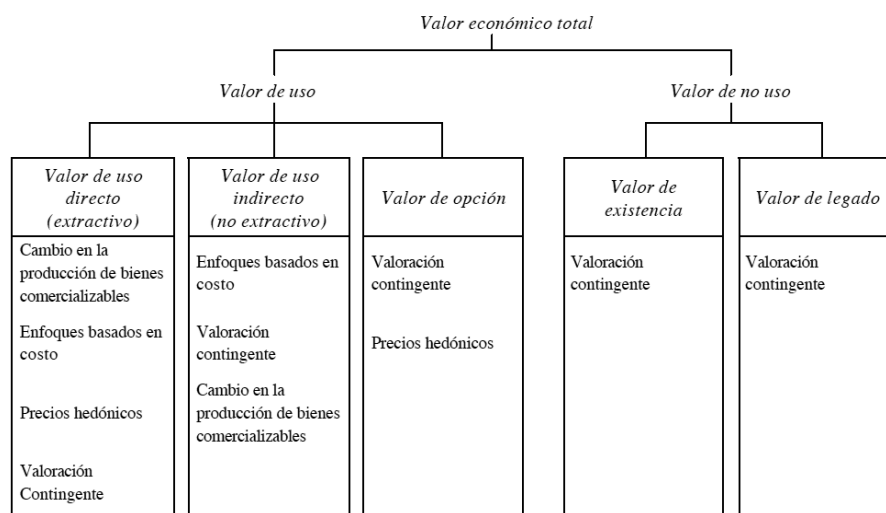 Valor económico total
Valor de uso
Valor de no uso
Valor de uso
directo
(extractivo)
Valor de uso
indirecto
(no extractivo)
Valor de opción
Valor de
existencia
Valor de legado
Cambio en la
producción de bienes
comercializables
Enfoques basados en
costo
Precios hedónicos
Valoración
Contingente
Enfoques basados en
costo
Valoración
contingente
Cambio en la
producción de bienes
comercializables
Valoración
contingente
Precios hedónicos
Valoración
contingente
Valoración
contingente